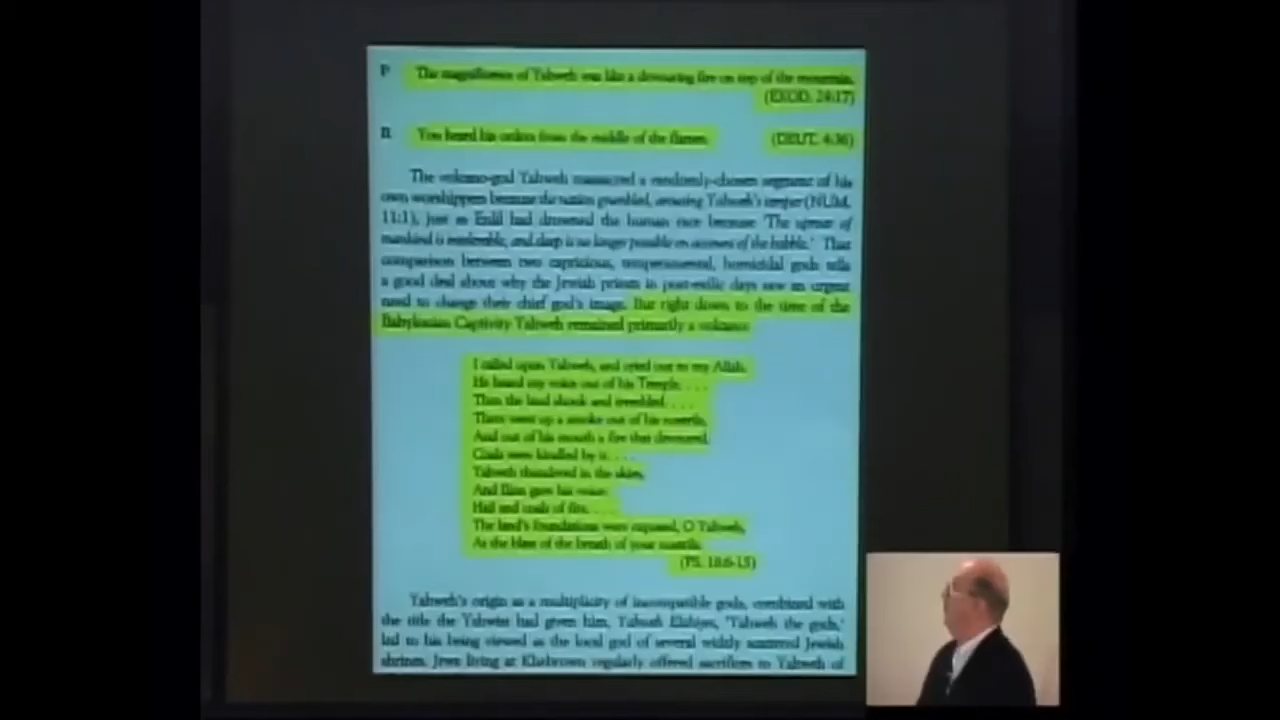 P The magnificence of Yahweh was like a devouring fire on top of the mountain.
(EXOD. 24:17)
R You heard his orders from the middle of the flames. (DEUT. 4:36)
The volcano-god Yahweh massacred a randomly-chosen segment of his
own worshippers because the nation grumbled, arousing Yahweh's temper (NUM.
11:1), just as Enlil had drowned the human race because 'The uproar of
mankind is intolerable, and sleep is no longer possible on account of the babble.' That
comparison between two capricious, temperamental, homicidal gods tells
a good deal about why the Jewish priests in post-exilic days saw an urgent
need to change their chief god's image. But right down to the time of the
Babylonian Captivity Yahweh remained primarily a volcano:
I called upon Yahweh, and cried out to my Allah.
He heard my voice out of his Temple. . . .
Then the land shook and trembled. . . .
There went up a smoke out of his nostrils,
And out of his mouth a fire that devoured.
Coals were kindled by it. . . .
Yahweh thundered in the skies,
And Elion gave his voice:
Hail and coals of fire. . . .
The land's foundations were exposed, O Yahweh,
At the blast of the breath of your nostrils.
(PS. 18:6-15)
Yahweh's origin as a multiplicity of incompatible gods, combined with
the title the Yahwist had given him, Yahweh Elohiym, 'Yahweh the gods,'
led to his being viewed as the local god of several widely scattered Jewish
shrines. Jews living at Khebrown regularly offered sacrifices to Yahweh of